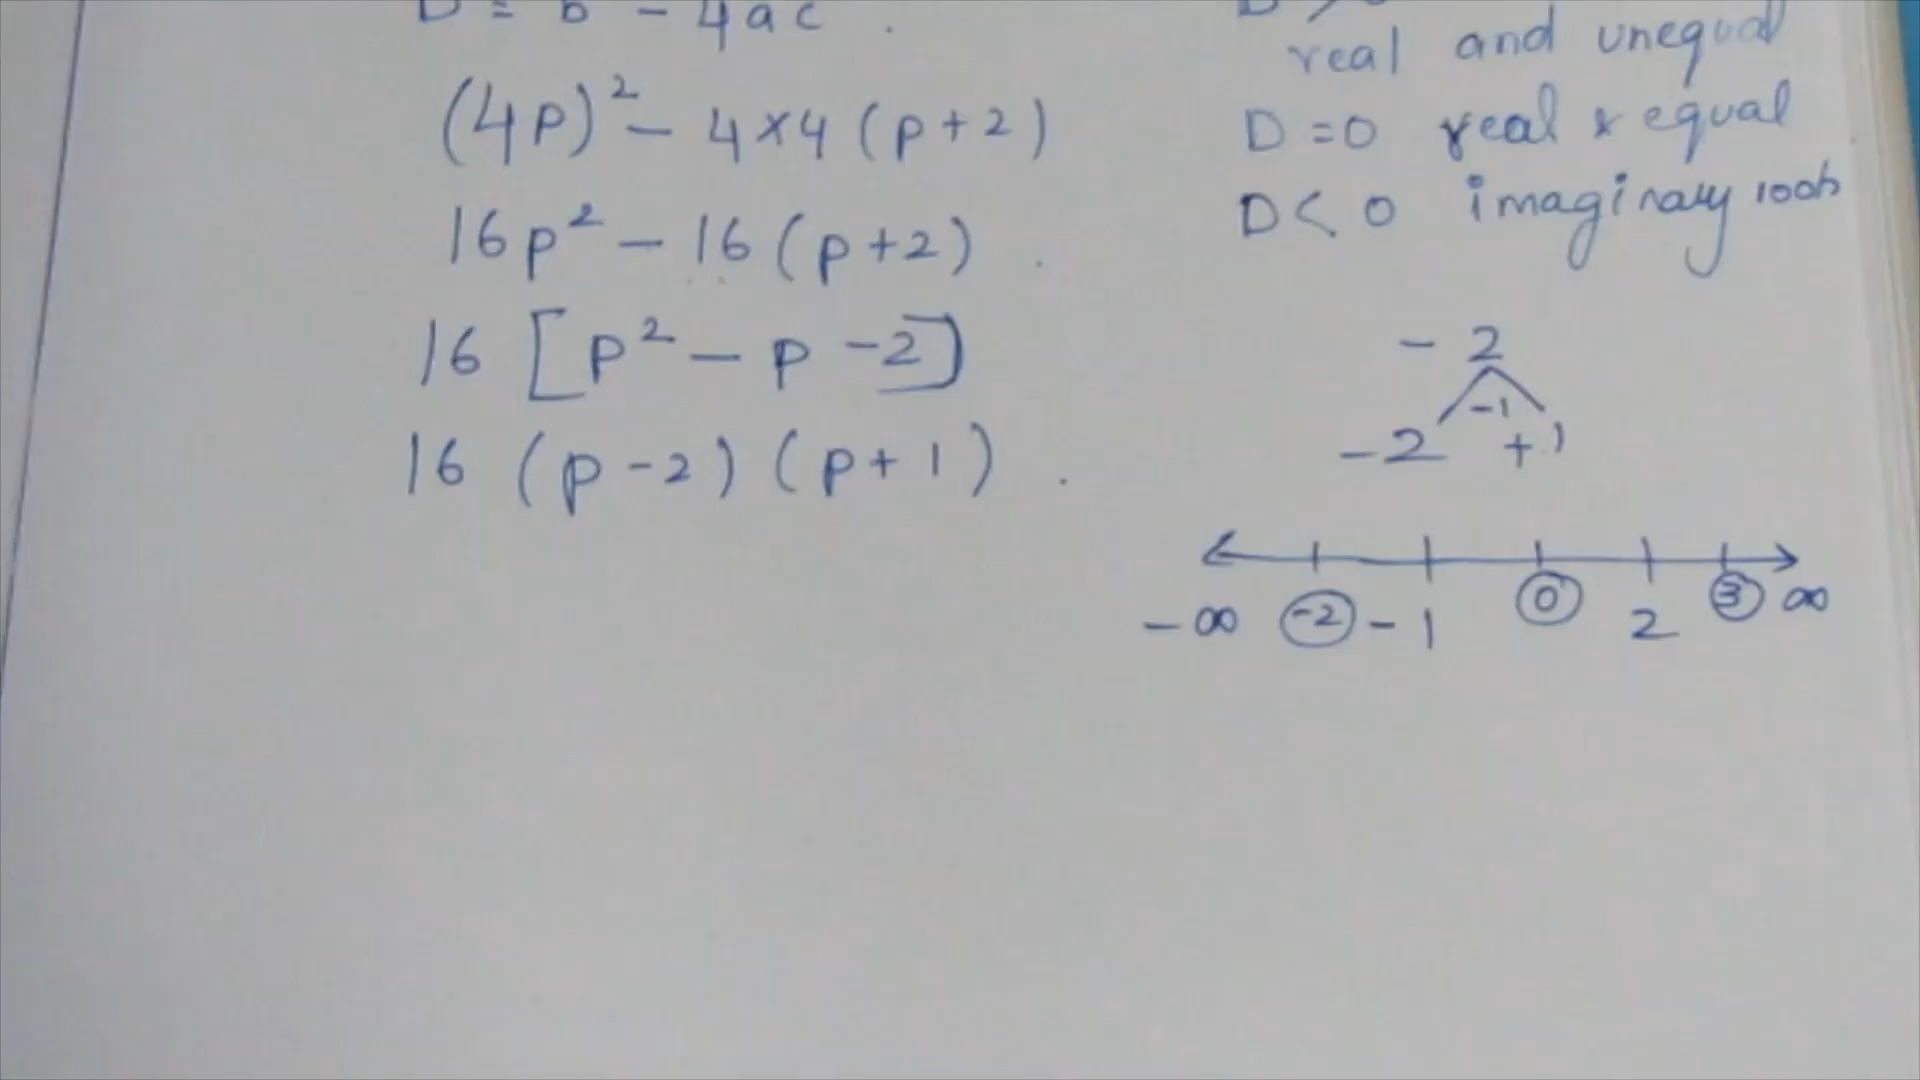 D = b - 4ac .
(4p)² - 4×4 (p+2)
16p² - 16 (p+2) .
16 [p² - p - 2]
16 (p-2) (p+1) .
real and unequal
D = 0 real & equal
D < 0 imaginary roots
- 2
-1
-2 +1
-∞ -2 -1 0 2 3 ∞